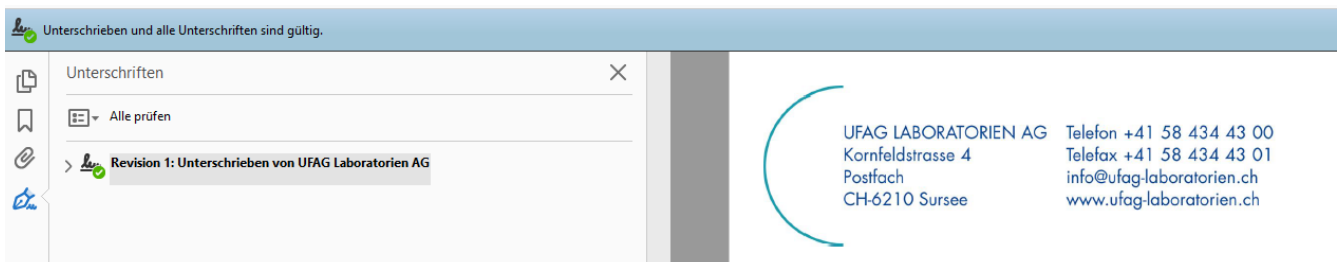 Unterschrieben und alle Unterschriften sind gültig.
Unterschriften
Alle prüfen
Revision 1: Unterschrieben von UFAG Laboratorien AG
UFAG LABORATORIEN AG
Kornfeldstrasse 4
Postfach
CH-6210 Sursee
Telefon +41 58 434 43 00
Telefax +41 58 434 43 01
info@ufag-laboratorien.ch
www.ufag-laboratorien.ch